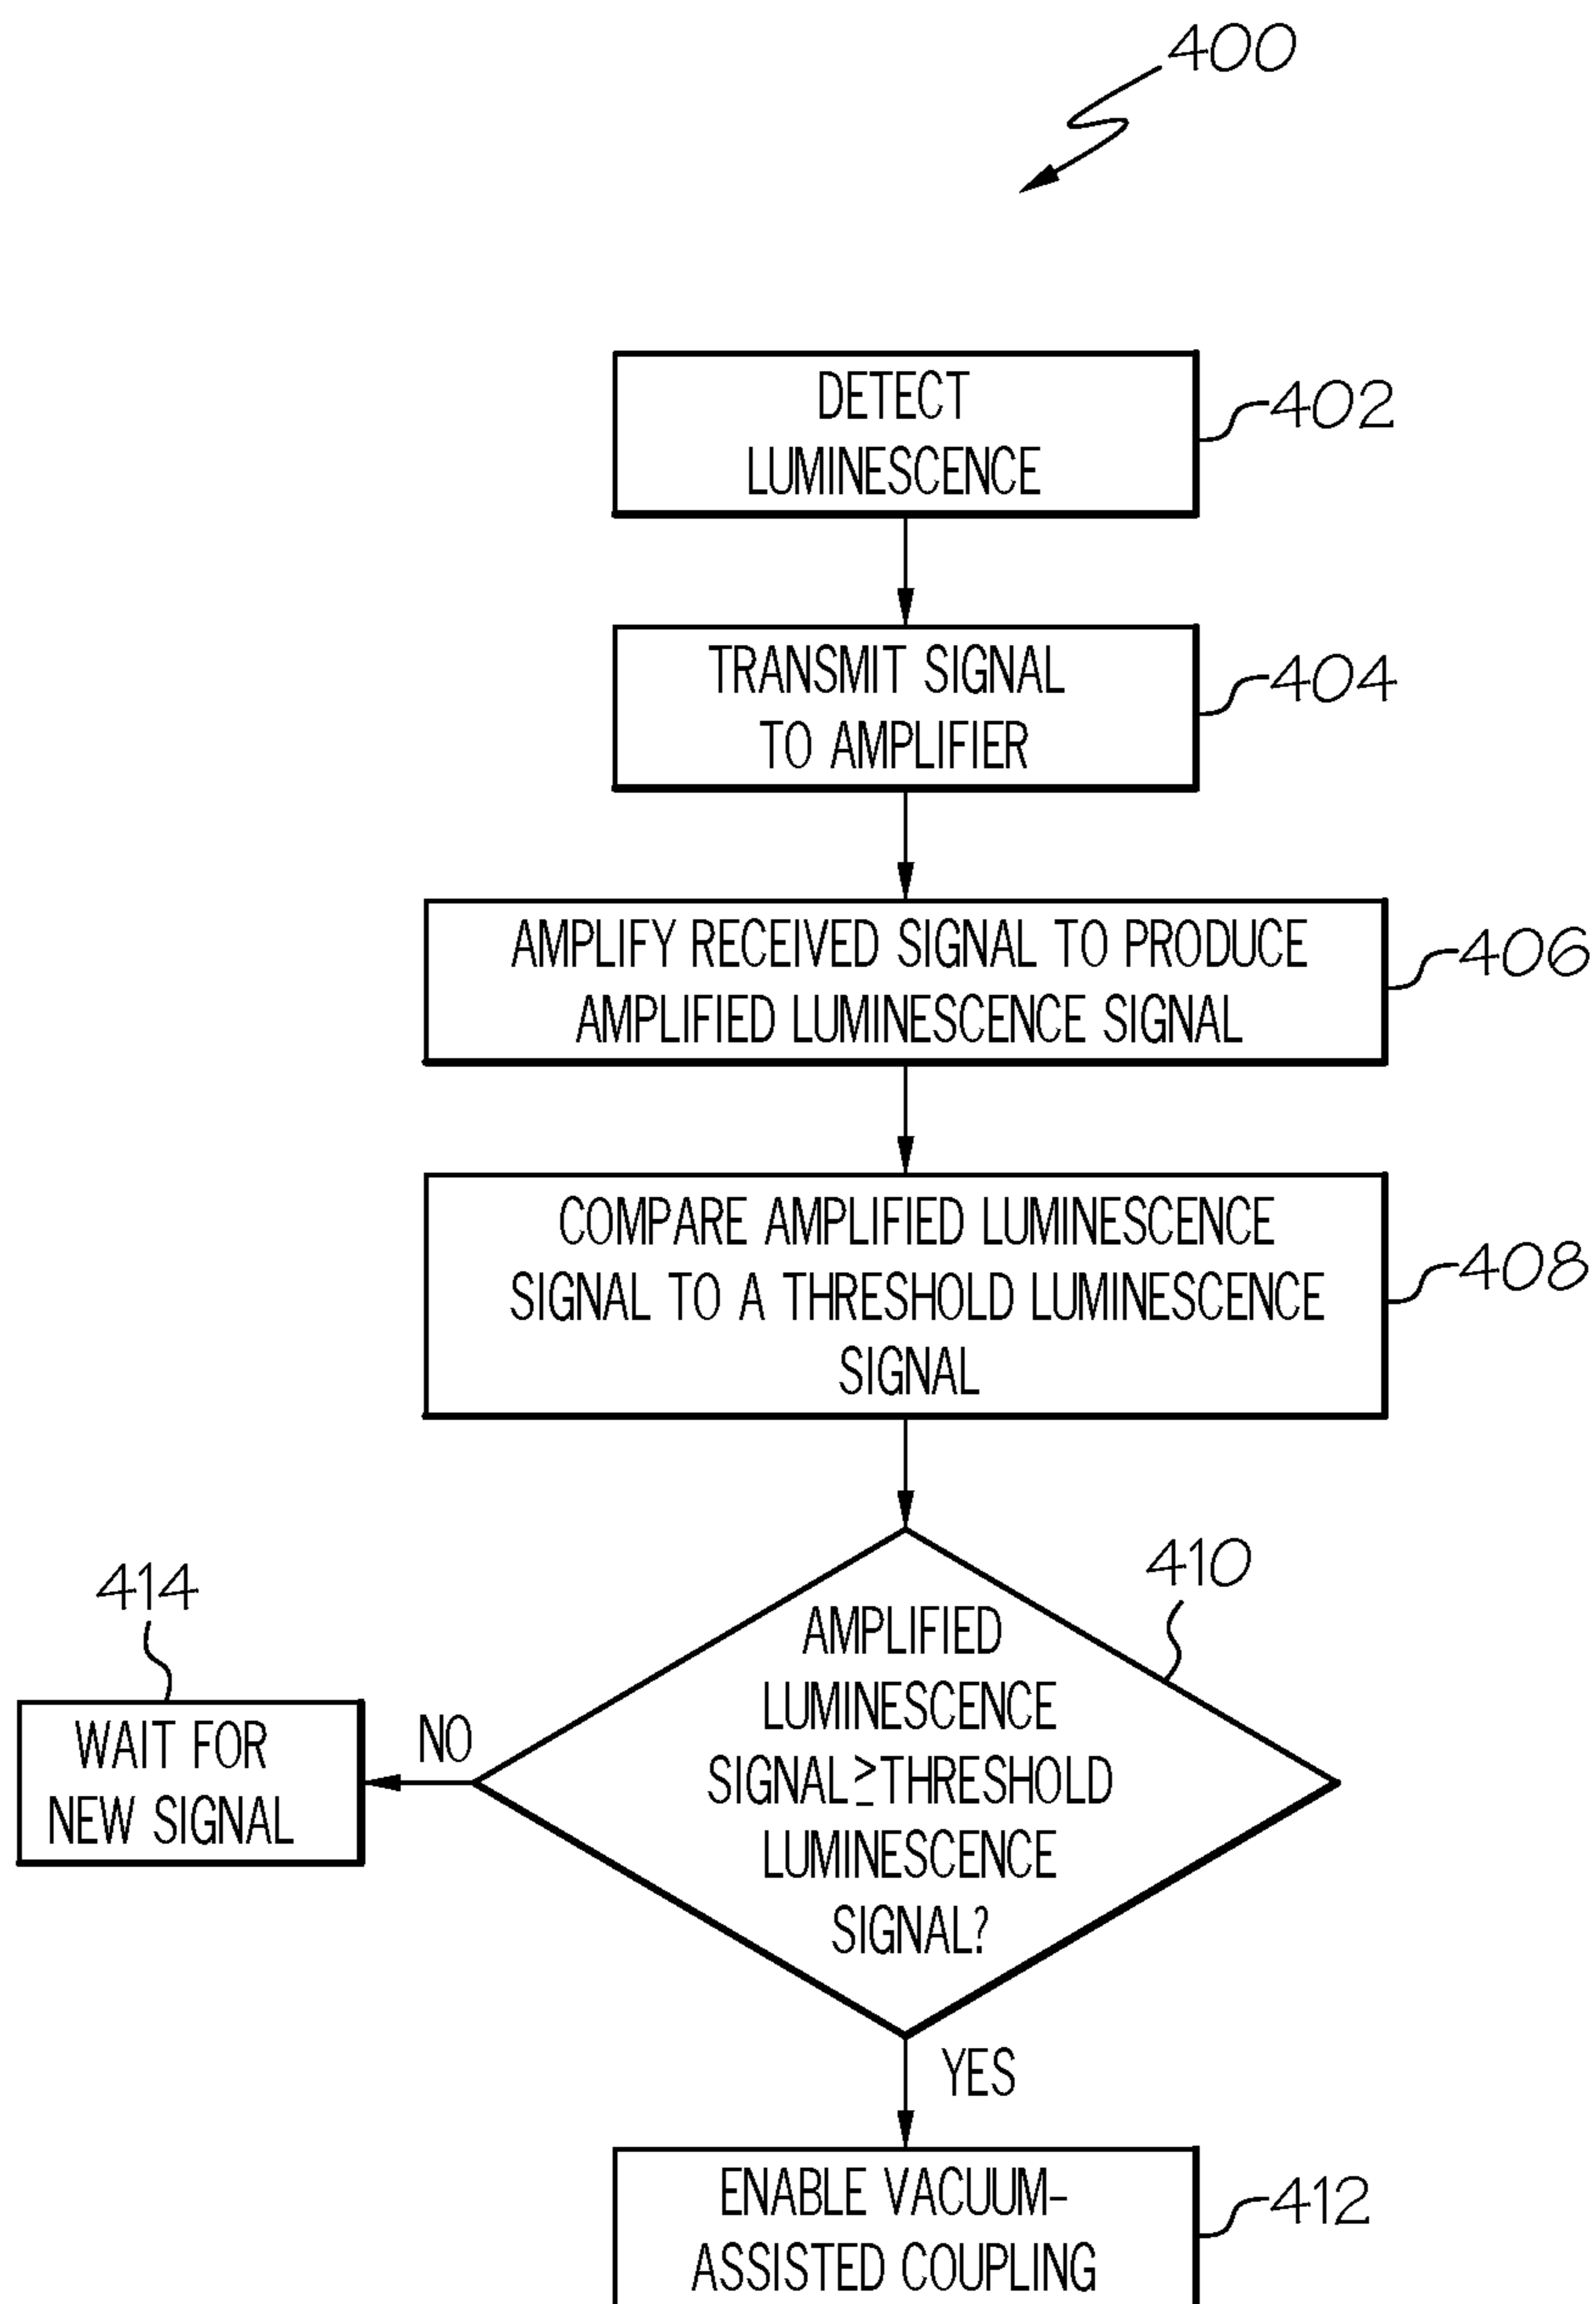 400
DETECT
LUMINESCENCE
402
TRANSMIT SIGNAL
TO AMPLIFIER
404
AMPLIFY RECEIVED SIGNAL TO PRODUCE
AMPLIFIED LUMINESCENCE SIGNAL
406
COMPARE AMPLIFIED LUMINESCENCE
SIGNAL TO A THRESHOLD LUMINESCENCE
SIGNAL
408
410
AMPLIFIED
LUMINESCENCE
SIGNAL≥THRESHOLD
LUMINESCENCE
SIGNAL?
414
NO
WAIT FOR
NEW SIGNAL
YES
ENABLE VACUUM-
ASSISTED COUPLING
412